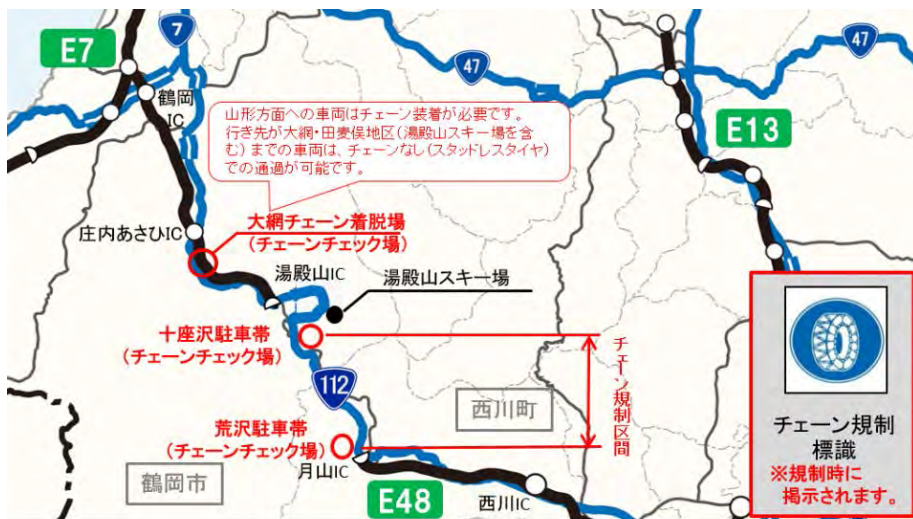 E7
7
47
47
鶴岡
IC
山形方面への車両はチェーン装着が必要です。
行き先が大網・田麦俣地区(湯殿山スキー場を含
む)までの車両は、チェーンなし(スタッドレスタイヤ)
での通過が可能です。
E13
庄内あさひIC
大網チェーン着脱場
(チェーンチェック場)
湯殿山IC
湯殿山スキー場
十座沢駐車帯
(チェーンチェック場)
チェーン規制区間
112
西川町
荒沢駐車帯
(チェーンチェック場)
月山IC
鶴岡市
E48
西川IC
チェーン規制
標識
※規制時に
掲示されます。